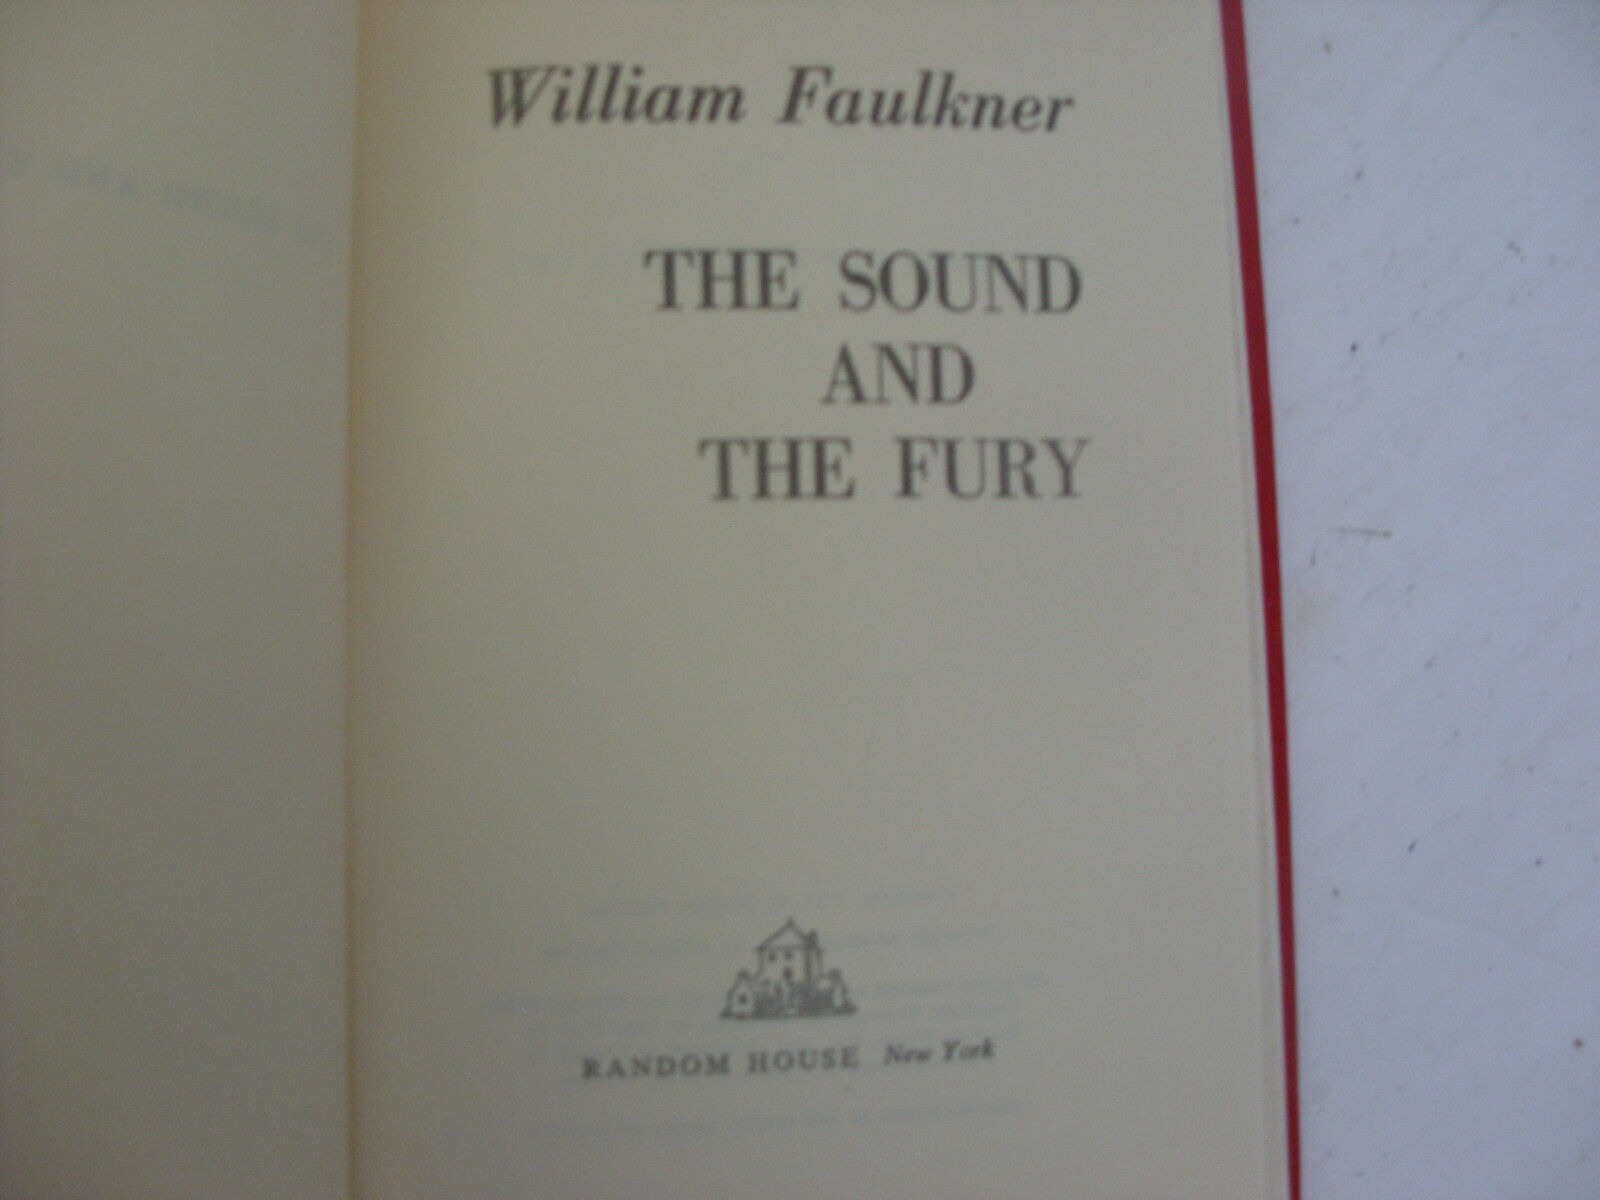 William Faulkner
THE SOUND
AND
THE FURY
RANDOM HOUSE New York